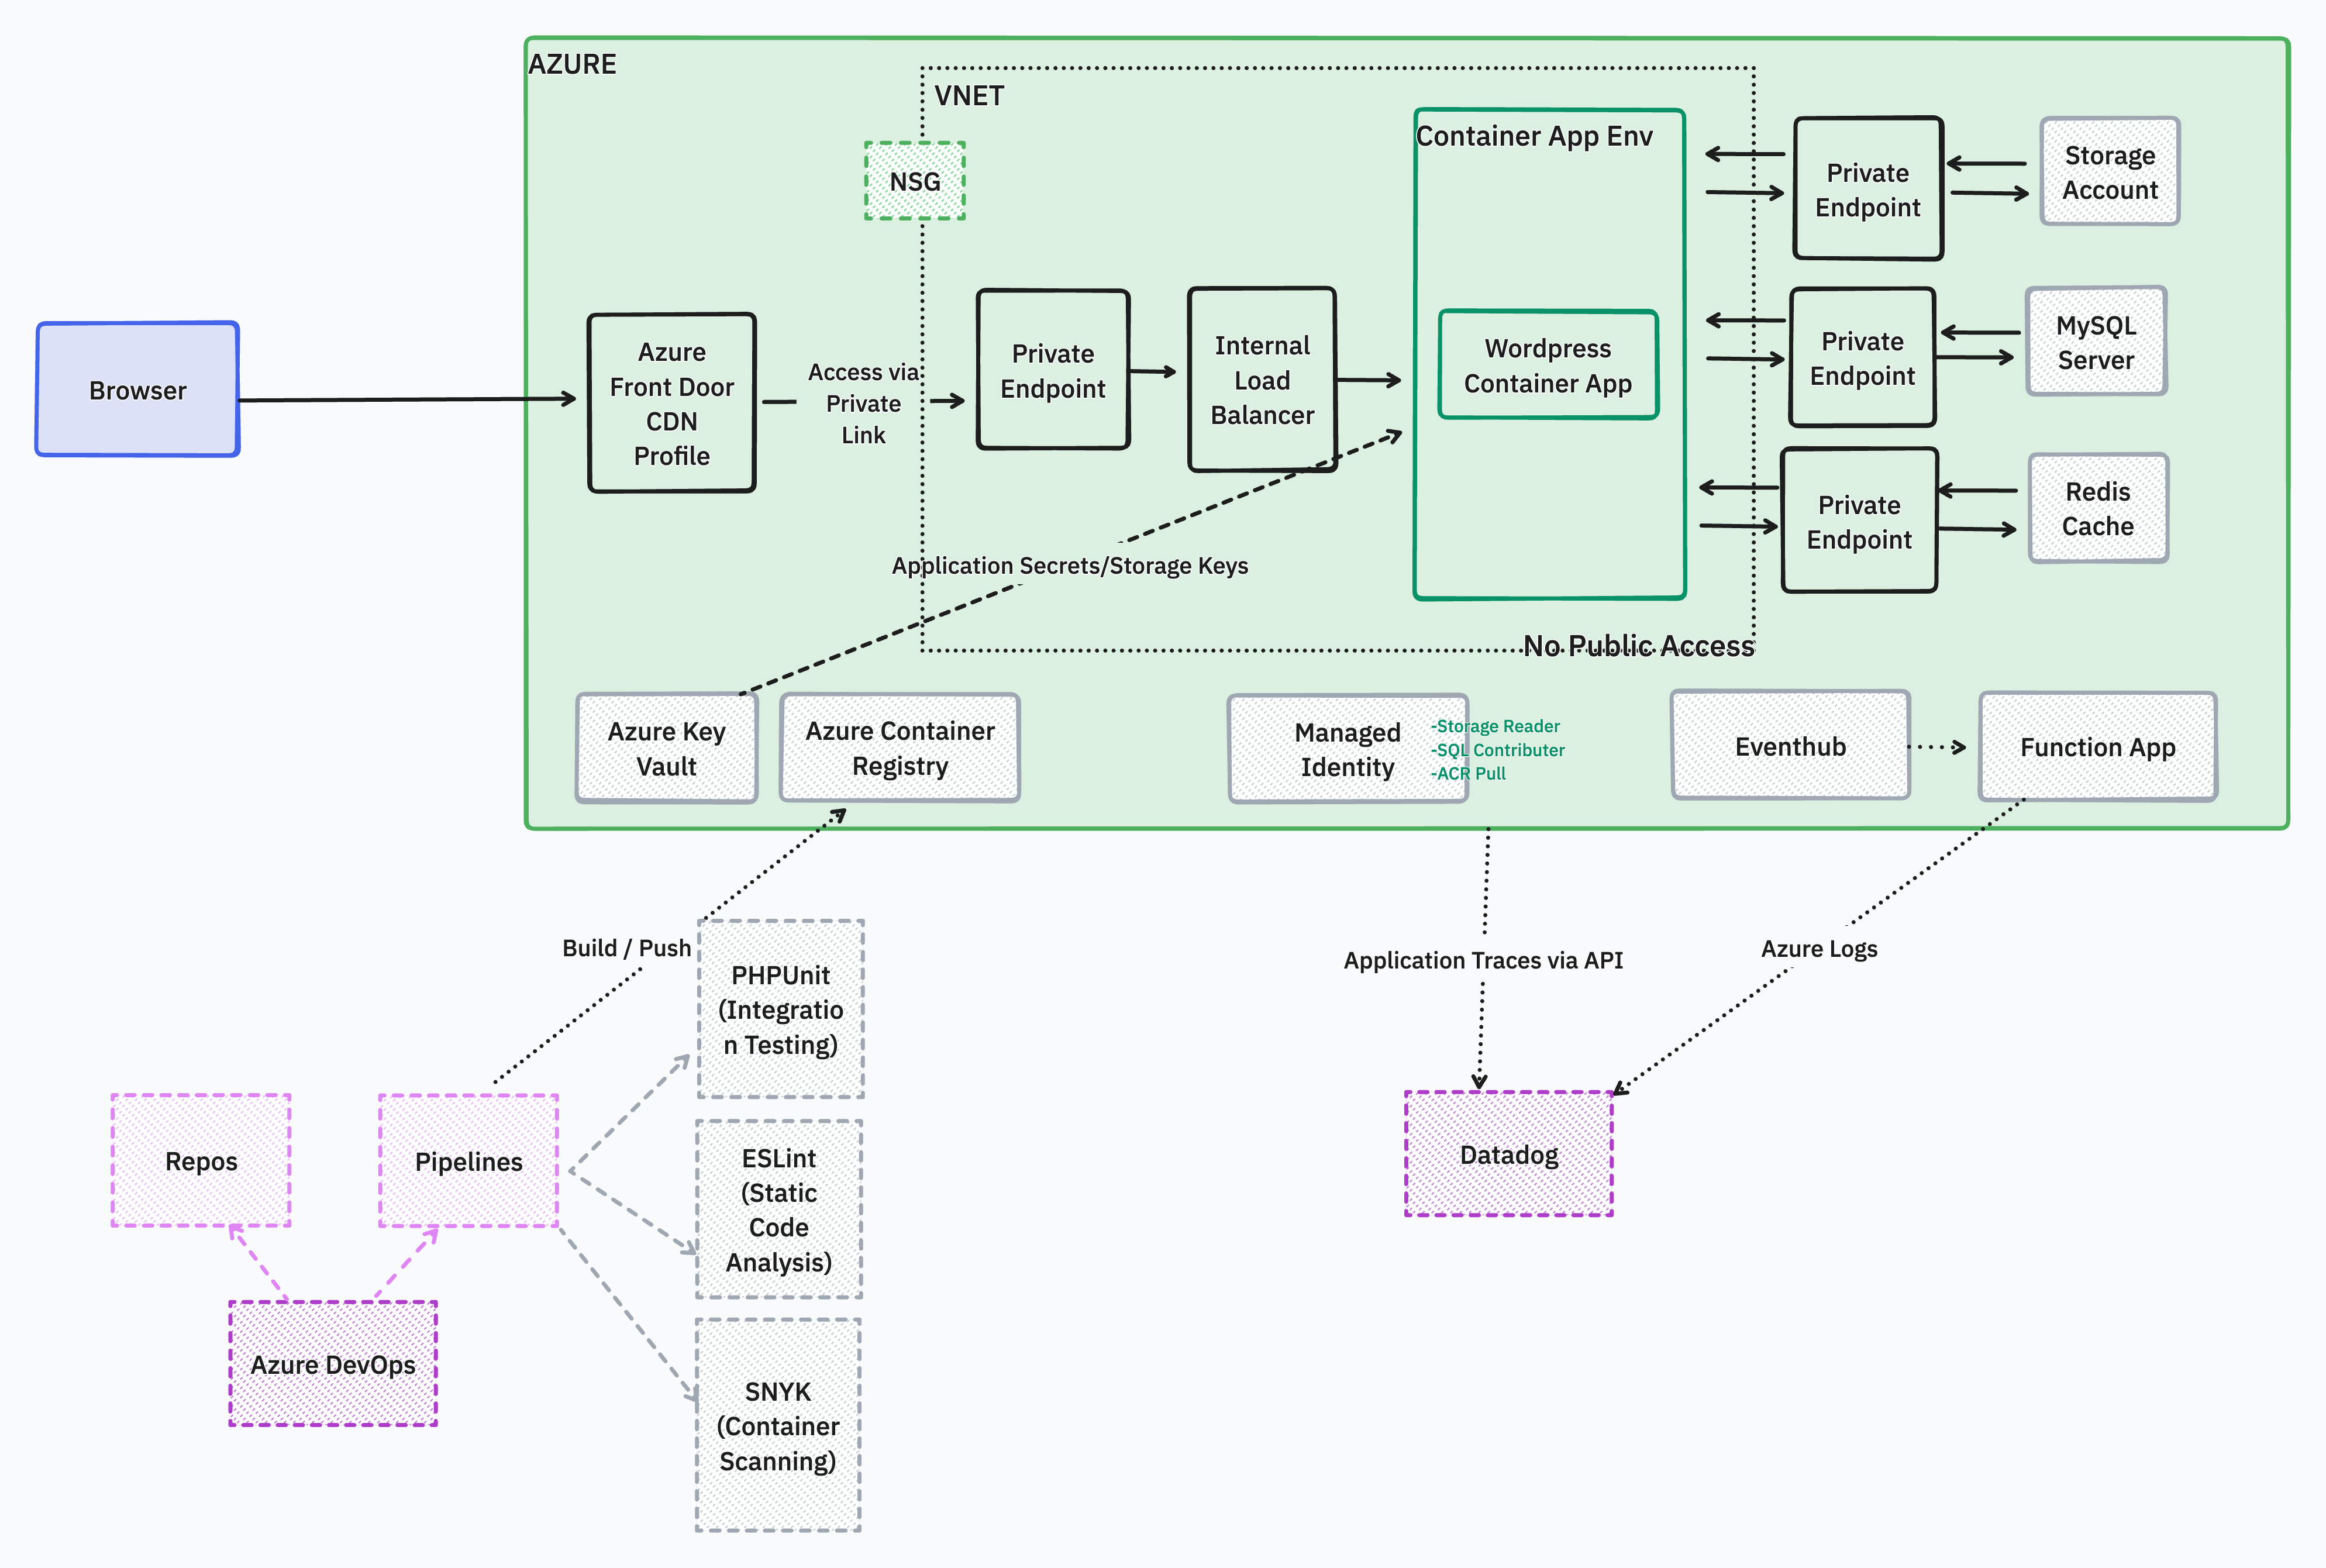 AZURE
VNET
NSG
Container App Env
Private
Endpoint
Storage
Account
Browser
Azure
Front Door
CDN
Profile
Access via
Private
Link
Private
Endpoint
Internal
Load
Balancer
Wordpress
Container App
Private
Endpoint
MySQL
Server
Private
Endpoint
Redis
Cache
Application Secrets/Storage Keys
No Public Access
Azure Key
Vault
Azure Container
Registry
Managed
Identity
-Storage Reader
-SQL Contributer
-ACR Pull
Eventhub
Function App
Build / Push
PHPUnit
(Integratio
n Testing)
Application Traces via API
Azure Logs
Repos
Pipelines
ESLint
(Static
Code
Analysis)
Datadog
Azure DevOps
SNYK
(Container
Scanning)